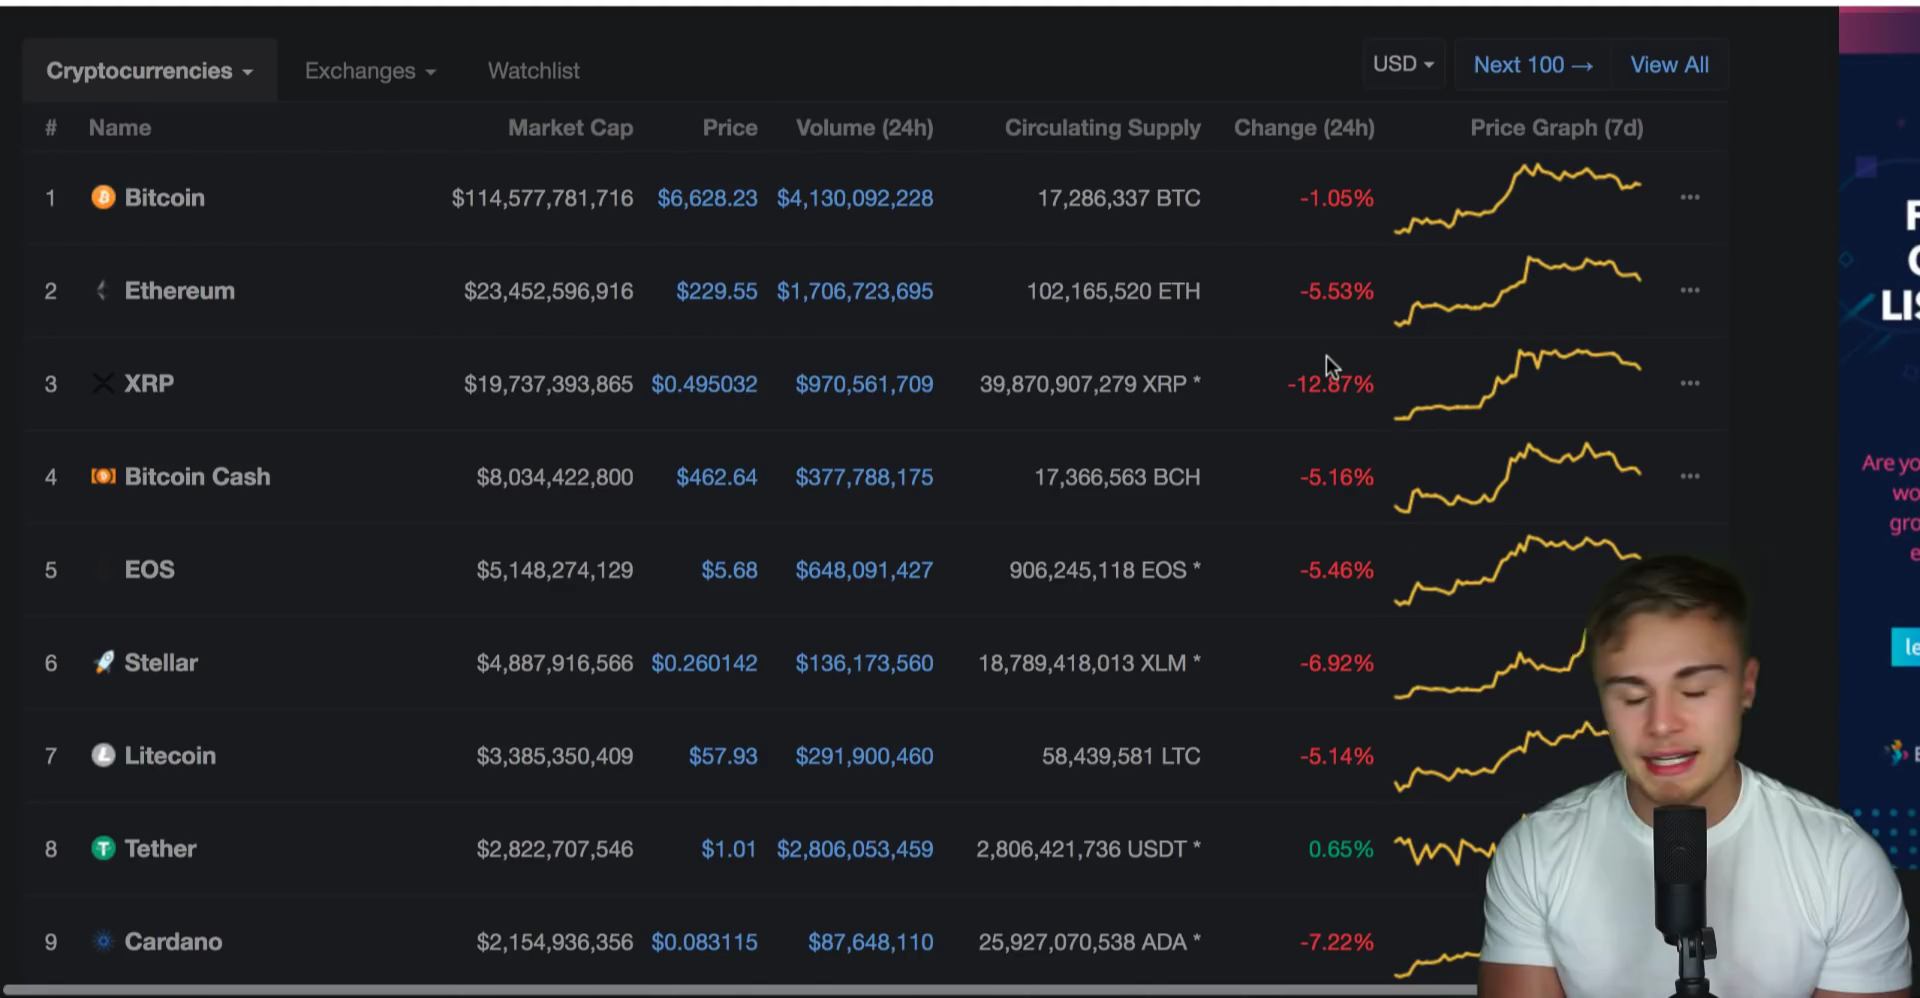 Cryptocurrencies Exchanges Watchlist USD Next 100 → View All
# Name Market Cap Price Volume (24h) Circulating Supply Change (24h) Price Graph (7d)
1 Bitcoin $114,577,781,716 $6,628.23 $4,130,092,228 17,286,337 BTC -1.05%
2 Ethereum $23,452,596,916 $229.55 $1,706,723,695 102,165,520 ETH -5.53%
3 XRP $19,737,393,865 $0.495032 $970,561,709 39,870,907,279 XRP * -12.87%
4 Bitcoin Cash $8,034,422,800 $462.64 $377,788,175 17,366,563 BCH -5.16%
5 EOS $5,148,274,129 $5.68 $648,091,427 906,245,118 EOS * -5.46%
6 Stellar $4,887,916,566 $0.260142 $136,173,560 18,789,418,013 XLM * -6.92%
7 Litecoin $3,385,350,409 $57.93 $291,900,460 58,439,581 LTC -5.14%
8 Tether $2,822,707,546 $1.01 $2,806,053,459 2,806,421,736 USDT * 0.65%
9 Cardano $2,154,936,356 $0.083115 $87,648,110 25,927,070,538 ADA * -7.22%
Are